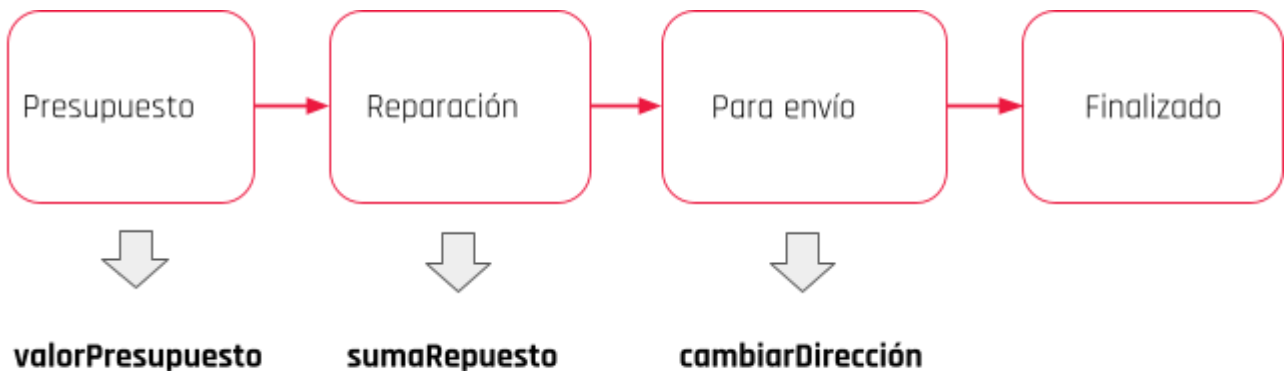 Presupuesto
Reparación
Para envío
Finalizado
valorPresupuesto
sumaRepuesto
cambiarDirección